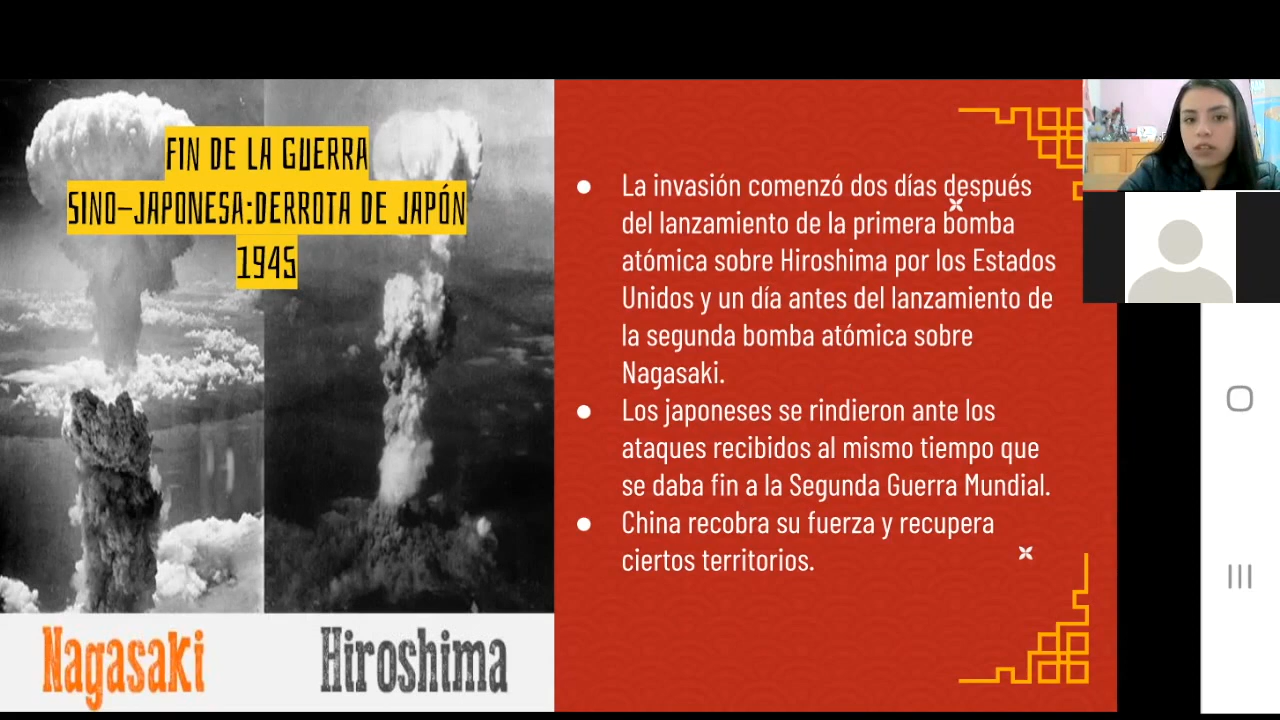 FIN DE LA GUERRA
SINO-JAPONESA:DERROTA DE JAPÓN
1945
Nagasaki
Hiroshima
● La invasión comenzó dos días después
del lanzamiento de la primera bomba
atómica sobre Hiroshima por los Estados
Unidos y un día antes del lanzamiento de
la segunda bomba atómica sobre
Nagasaki.
● Los japoneses se rindieron ante los
ataques recibidos al mismo tiempo que
se daba fin a la Segunda Guerra Mundial.
● China recobra su fuerza y recupera
ciertos territorios.